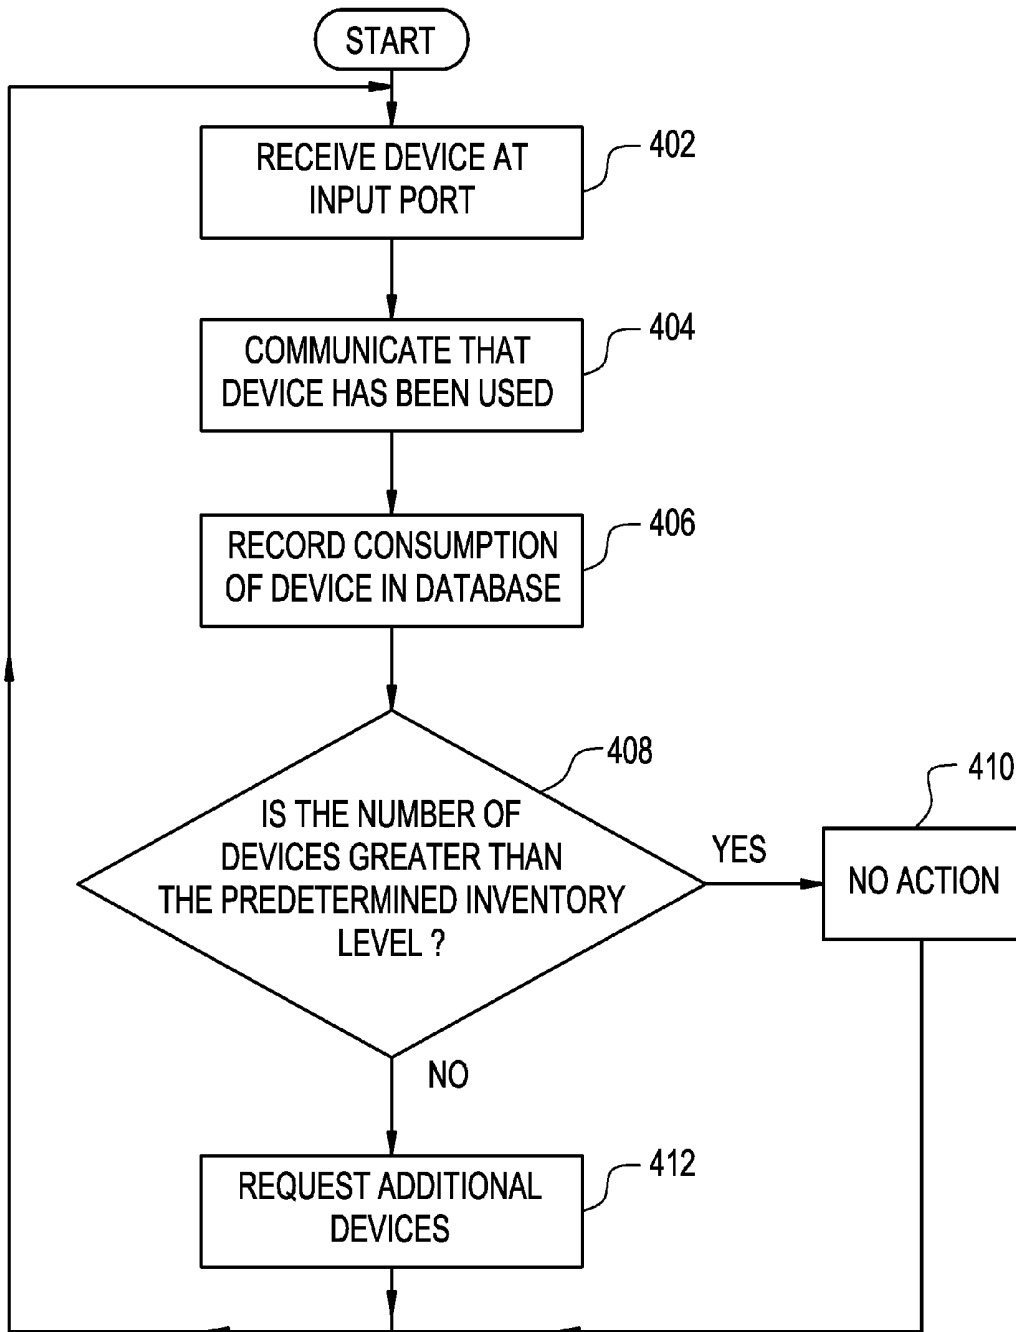 START
RECEIVE DEVICE AT
INPUT PORT
402
COMMUNICATE THAT
DEVICE HAS BEEN USED
404
RECORD CONSUMPTION
OF DEVICE IN DATABASE
406
IS THE NUMBER OF
DEVICES GREATER THAN
THE PREDETERMINED INVENTORY
LEVEL ?
408
YES
NO ACTION
410
NO
REQUEST ADDITIONAL
DEVICES
412